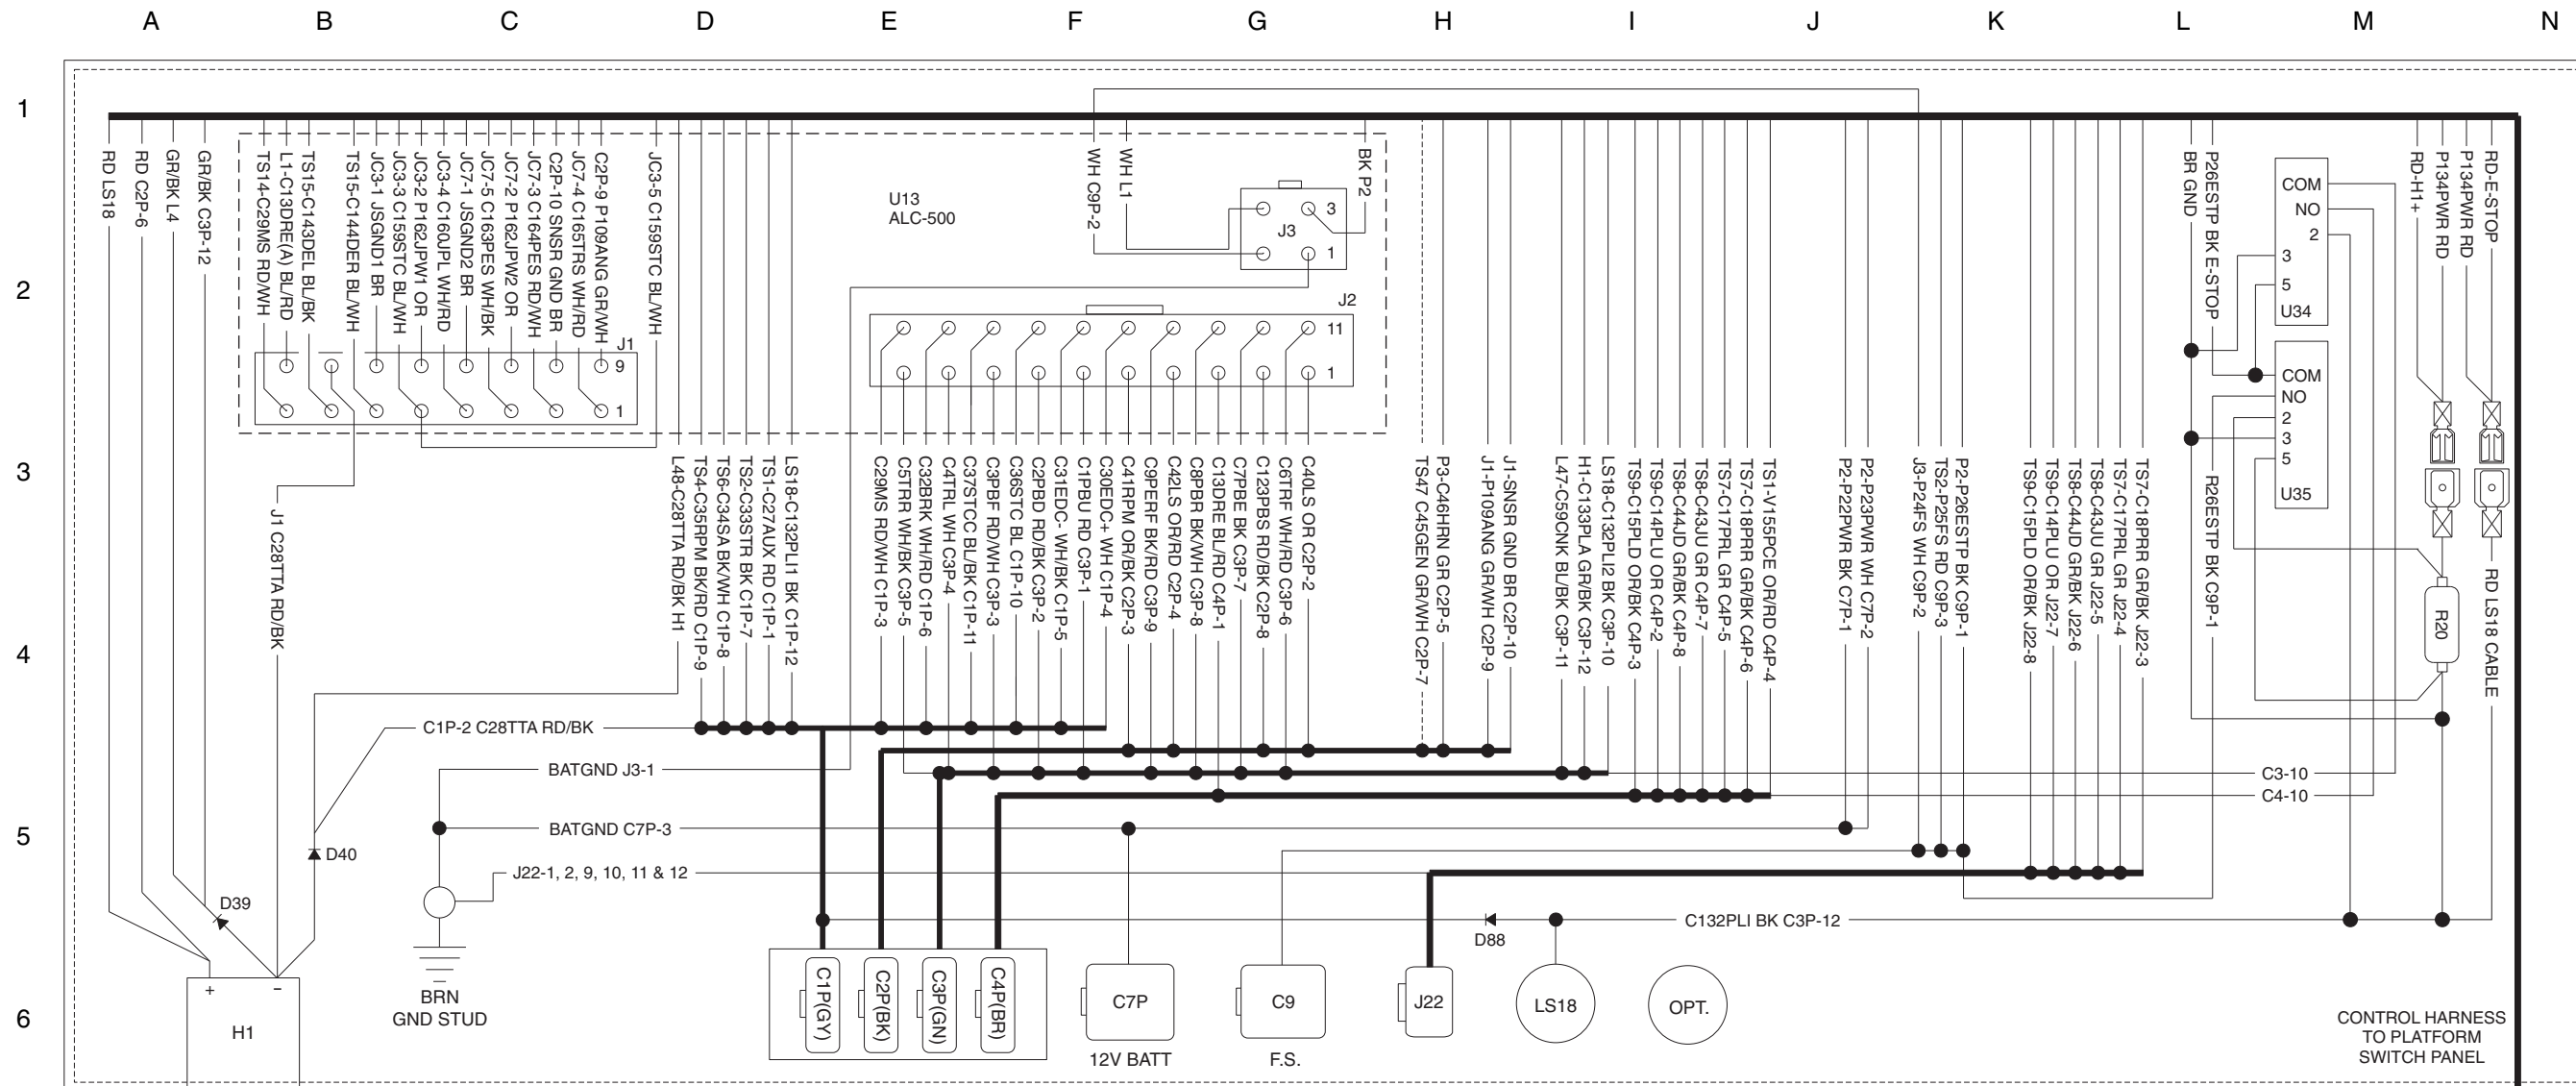 A B C D E F G H I J K L M N
1
2
3
4
5
6
RD LS18
RD C2P-6
GR/BK L4
GR/BK C3P-12
TS14-C29MS RD/WH
L1-C13DRE(A) BL/RD
TS15-C143DEL BL/BK
TS15-C144DER BL/WH
JC3-1 JSGND1 BR
JC3-3 C159STC BL/WH
JC3-2 P162JPW1 OR
JC3-4 C160JPL WH/RD
JC7-1 JSGND2 BR
JC7-5 C163PES WH/BK
JC7-2 P162JPW2 OR
JC7-3 C164PES RD/WH
C2P-10 SNSR GND BR
JC7-4 C165TRS WH/RD
C2P-9 P109ANG GR/WH
JC3-5 C159STC BL/WH
J1
9
1
U13
ALC-500
WH C9P-2
WH L1
BK P2
3
J3
1
J2
11
1
J1 C28TTA RD/BK
L48-C28TTA RD/BK H1
TS4-C35RPM BK/RD C1P-9
TS6-C34SA BK/WH C1P-8
TS2-C33STR BK C1P-7
TS1-C27AUX RD C1P-1
LS18-C132PLI1 BK C1P-12
C29MS RD/WH C1P-3
C5TRR WH/BK C3P-5
C32BRK WH/RD C1P-6
C4TRL WH C3P-4
C37STCC BL/BK C1P-11
C3PBF RD/WH C3P-3
C36STC BL C1P-10
C2PBD RD/BK C3P-2
C31EDC- WH/BK C1P-5
C1PBU RD C3P-1
C30EDC+ WH C1P-4
C41RPM OR/BK C2P-3
C9PERF BK/RD C3P-9
C42LS OR/RD C2P-4
C8PBR BK/WH C3P-8
C13DRE BL/RD C4P-1
C7PBE BK C3P-7
C123PBS RD/BK C2P-8
C6TRF WH/RD C3P-6
C40LS OR C2P-2
TS47 C45GEN GR/WH C2P-7
P3-C46HRN GR C2P-5
J1-P109ANG GR/WH C2P-9
J1-SNSR GND BR C2P-10
L47-C59CNK BL/BK C3P-11
H1-C133PLA GR/BK C3P-12
LS18-C132PLI2 BK C3P-10
TS9-C15PLD OR/BK C4P-3
TS9-C14PLU OR C4P-2
TS8-C44JD GR/BK C4P-8
TS8-C43JU GR C4P-7
TS7-C17PRL GR C4P-5
TS7-C18PRR GR/BK C4P-6
TS1-V155PCE OR/RD C4P-4
P2-P22PWR BK C7P-1
P2-P23PWR WH C7P-2
J3-P24FS WH C9P-2
TS2-P25FS RD C9P-3
P2-P26ESTP BK C9P-1
TS9-C15PLD OR/BK J22-8
TS9-C14PLU OR J22-7
TS8-C44JD GR/BK J22-6
TS8-C43JU GR J22-5
TS7-C17PRL GR J22-4
TS7-C18PRR GR/BK J22-3
BR GND
P26ESTP BK E-STOP
R26ESTP BK C9P-1
COM
NO
2
3
5
U34
COM
NO
2
3
5
U35
RD-H1+
P134PWR RD
P134PWR RD
RD-E-STOP
R20
RD LS18 CABLE
C1P-2 C28TTA RD/BK
BATGND J3-1
C3-10
C4-10
BATGND C7P-3
D40
J22-1, 2, 9, 10, 11 & 12
D39
D88
C132PLI BK C3P-12
+
−
H1
BRN
GND STUD
C1P(GY)
C2P(BK)
C3P(GN)
C4P(BR)
C7P
12V BATT
C9
F.S.
J22
LS18
OPT.
CONTROL HARNESS
TO PLATFORM
SWITCH PANEL